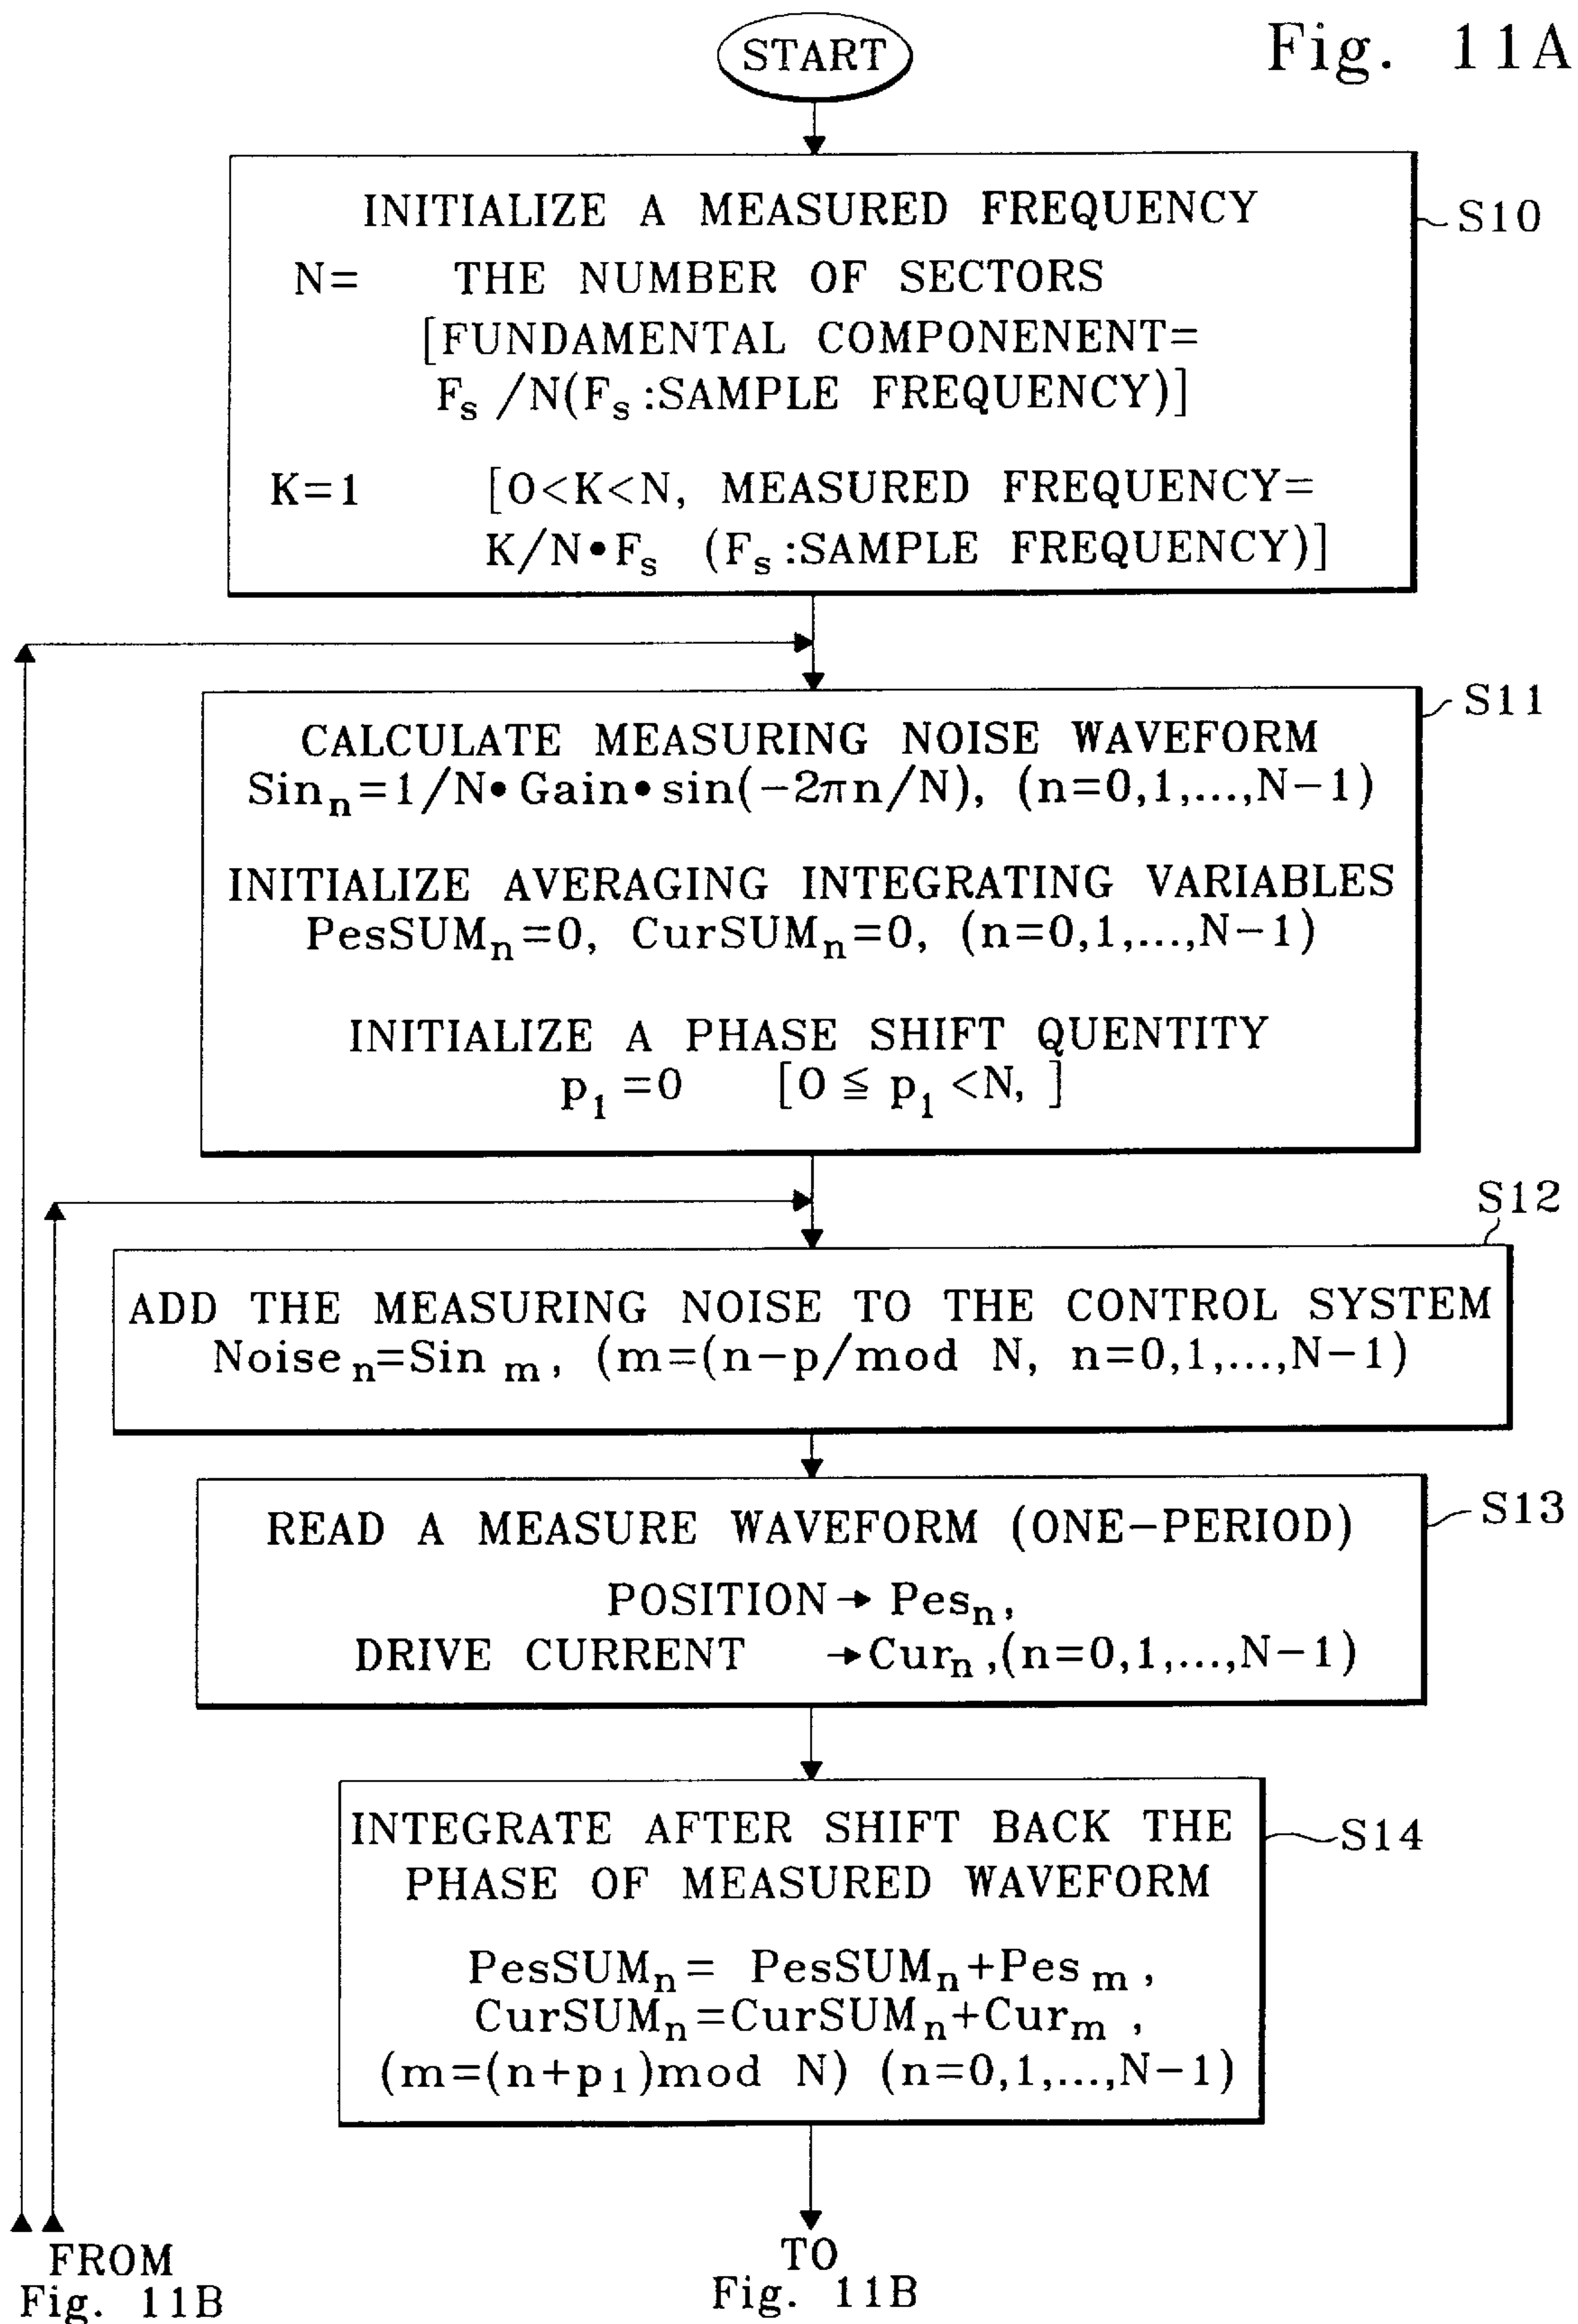 Fig. 11A
START
INITIALIZE A MEASURED FREQUENCY
S10
N= THE NUMBER OF SECTORS
[FUNDAMENTAL COMPONENENT=
Fs /N(Fs :SAMPLE FREQUENCY)]
K=1 [0<K<N, MEASURED FREQUENCY=
K/N•Fs (Fs :SAMPLE FREQUENCY)]
S11
CALCULATE MEASURING NOISE WAVEFORM
Sinn=1/N•Gain•sin(-2πn/N), (n=0,1,...,N-1)
INITIALIZE AVERAGING INTEGRATING VARIABLES
PesSUMn=0, CurSUMn=0, (n=0,1,...,N-1)
INITIALIZE A PHASE SHIFT QUENTITY
p1 =0 [0 ≦ p1 <N, ]
S12
ADD THE MEASURING NOISE TO THE CONTROL SYSTEM
Noise n=Sin m, (m=(n-p/mod N, n=0,1,...,N-1)
S13
READ A MEASURE WAVEFORM (ONE-PERIOD)
POSITION→ Pesn,
DRIVE CURRENT →Curn ,(n=0,1,...,N-1)
S14
INTEGRATE AFTER SHIFT BACK THE
PHASE OF MEASURED WAVEFORM
PesSUMn= PesSUMn+Pes m ,
CurSUMn=CurSUMn+Curm ,
(m=(n+p1)mod N) (n=0,1,...,N-1)
FROM
Fig. 11B
TO
Fig. 11B